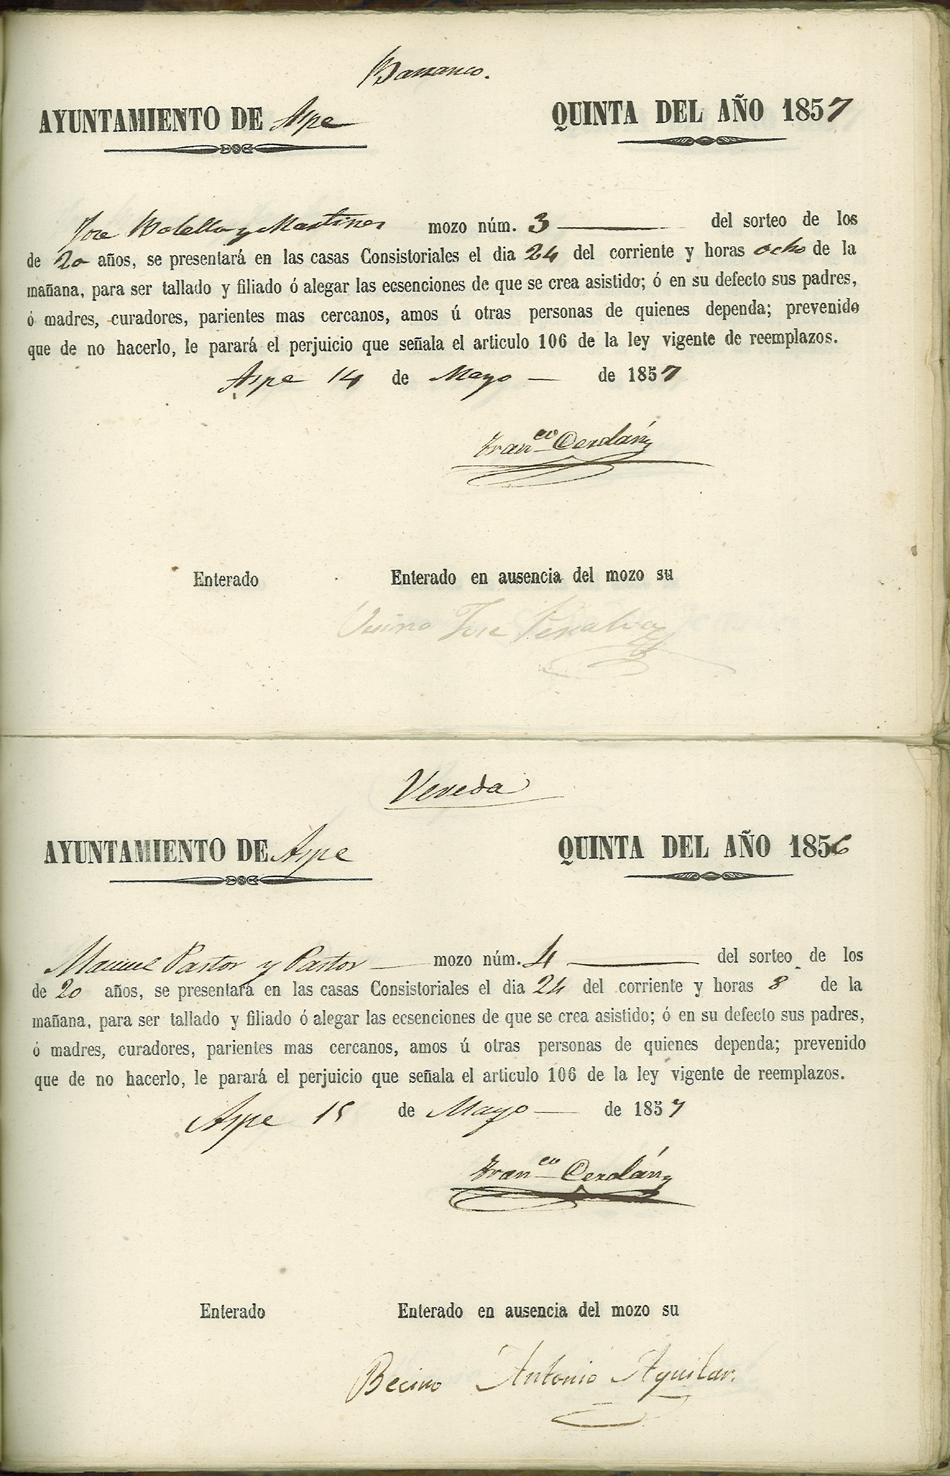 Barranco.
AYUNTAMIENTO DE Aspe QUINTA DEL AÑO 1857
Jose Botella y Martines mozo núm. 3 del sorteo de los
de 20 años, se presentará en las casas Consistoriales el dia 24 del corriente y horas ocho de la
mañana, para ser tallado y filiado ó alegar las ecsenciones de que se crea asistido; ó en su defecto sus padres,
ó madres, curadores, parientes mas cercanos, amos ú otras personas de quienes dependa; prevenido
que de no hacerlo, le parará el perjuicio que señala el articulo 106 de la ley vigente de reemplazos.
Aspe 14 de Mayo de 1857
Franco Cerdán
Enterado Enterado en ausencia del mozo su
Jose Penalva
Vereda
AYUNTAMIENTO DE Aspe QUINTA DEL AÑO 1856
Manuel Pastor y Pastor mozo núm. 4 del sorteo de los
de 20 años, se presentará en las casas Consistoriales el dia 24 del corriente y horas 8 de la
mañana, para ser tallado y filiado ó alegar las ecsenciones de que se crea asistido; ó en su defecto sus padres,
ó madres, curadores, parientes mas cercanos, amos ú otras personas de quienes dependa; prevenido
que de no hacerlo, le parará el perjuicio que señala el articulo 106 de la ley vigente de reemplazos.
Aspe 15 de Mayo de 1857
Franco Cerdán
Enterado Enterado en ausencia del mozo su
Becino Antonio Aguilar.